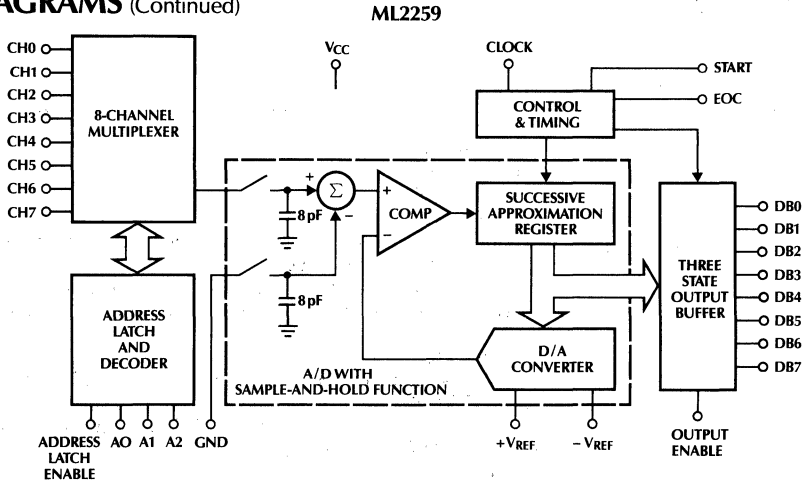 AGRAMS (Continued)
ML2259
CH0
CH1
CH2
CH3
CH4
CH5
CH6
CH7
8-CHANNEL
MULTIPLEXER
VCC
CLOCK
START
EOC
CONTROL
& TIMING
+
Σ
−
8 pF
8 pF
+
−
COMP
SUCCESSIVE
APPROXIMATION
REGISTER
THREE
STATE
OUTPUT
BUFFER
DB0
DB1
DB2
DB3
DB4
DB5
DB6
DB7
ADDRESS
LATCH
AND
DECODER
D/A
CONVERTER
A/D WITH
SAMPLE-AND-HOLD FUNCTION
ADDRESS
LATCH
ENABLE
AO
A1
A2
GND
+VREF
−VREF
OUTPUT
ENABLE